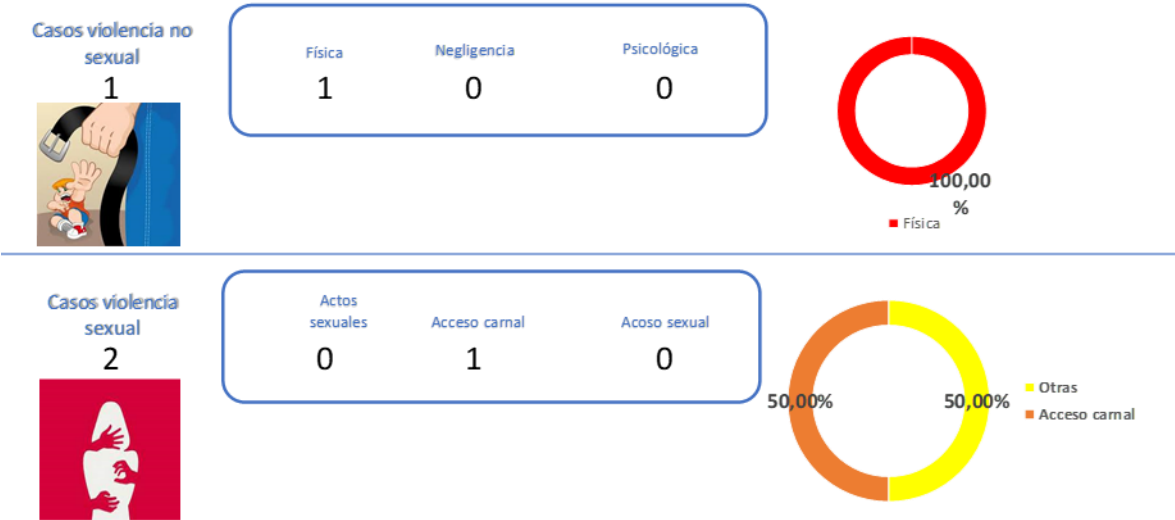 Casos violencia no
sexual
1
Física
1
Negligencia
0
Psicológica
0
100,00
%
Física
Casos violencia
sexual
2
Actos
sexuales
0
Acceso carnal
1
Acoso sexual
0
50,00%
50,00%
Otras
Acceso carnal